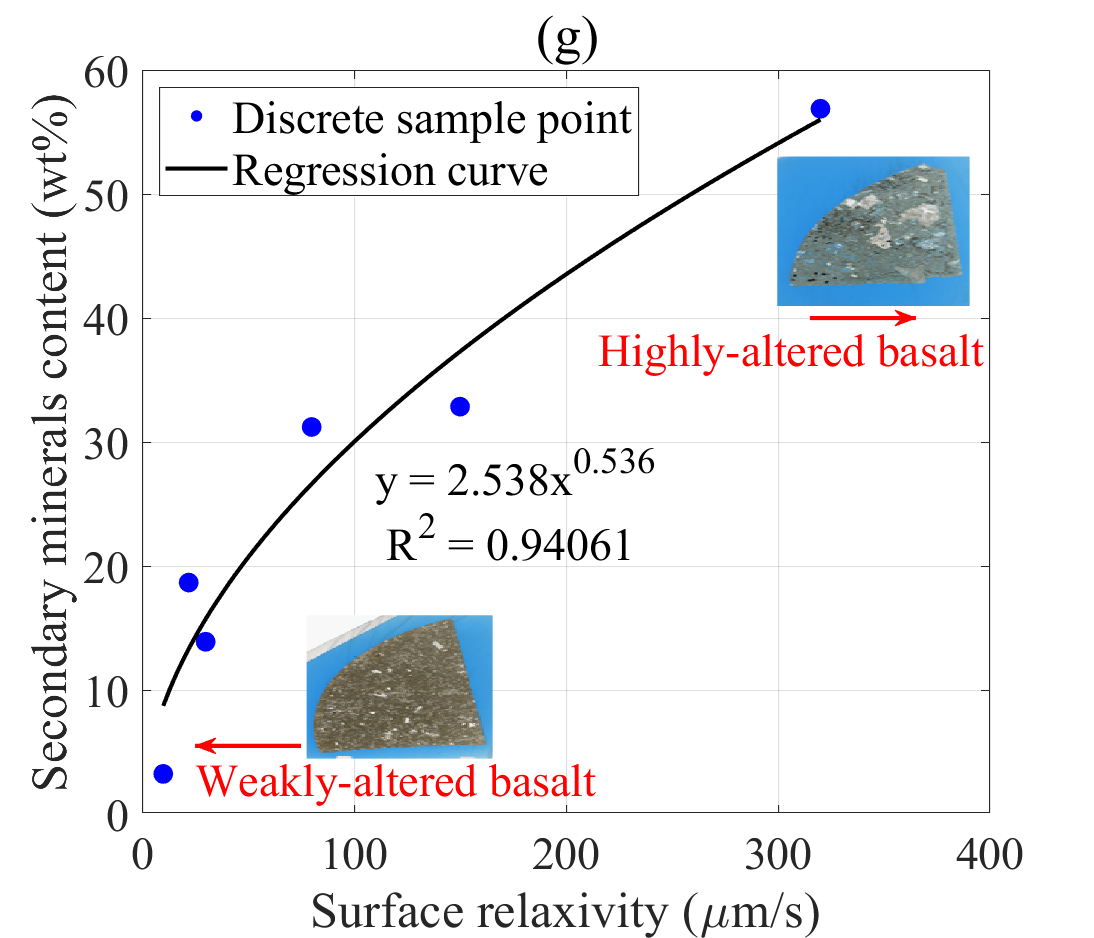 (g)
Secondary minerals content (wt%)
60
50
40
30
20
10
0
Discrete sample point
Regression curve
Highly-altered basalt
y = 2.538x^0.536
R^2 = 0.94061
Weakly-altered basalt
0 100 200 300 400
Surface relaxivity (μm/s)